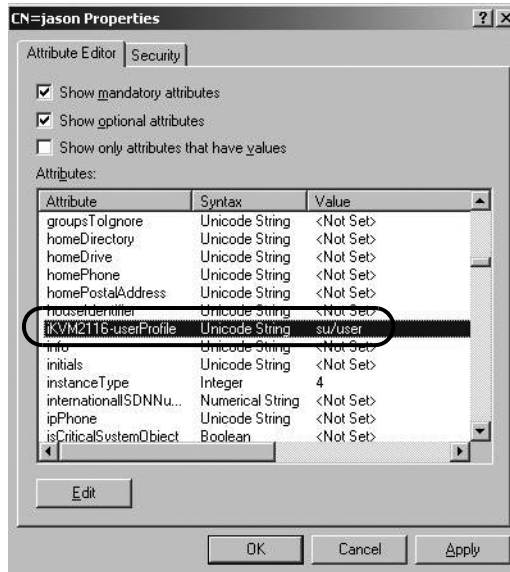 CN=jason Properties
Attribute Editor Security
Show mandatory attributes
Show optional attributes
Show only attributes that have values
Attributes:
Attribute Syntax Value
groupsToIgnore Unicode String <Not Set>
homeDirectory Unicode String <Not Set>
homeDrive Unicode String <Not Set>
homePhone Unicode String <Not Set>
homePostalAddress Unicode String <Not Set>
houseIdentifier Unicode String <Not Set>
iKVM2116-userProfile Unicode String su/user
info Unicode String <Not Set>
initials Unicode String <Not Set>
instanceType Integer 4
internationalISDNNu... Numerical String <Not Set>
ipPhone Unicode String <Not Set>
isCriticalSystemObject Boolean <Not Set>
Edit
OK Cancel Apply